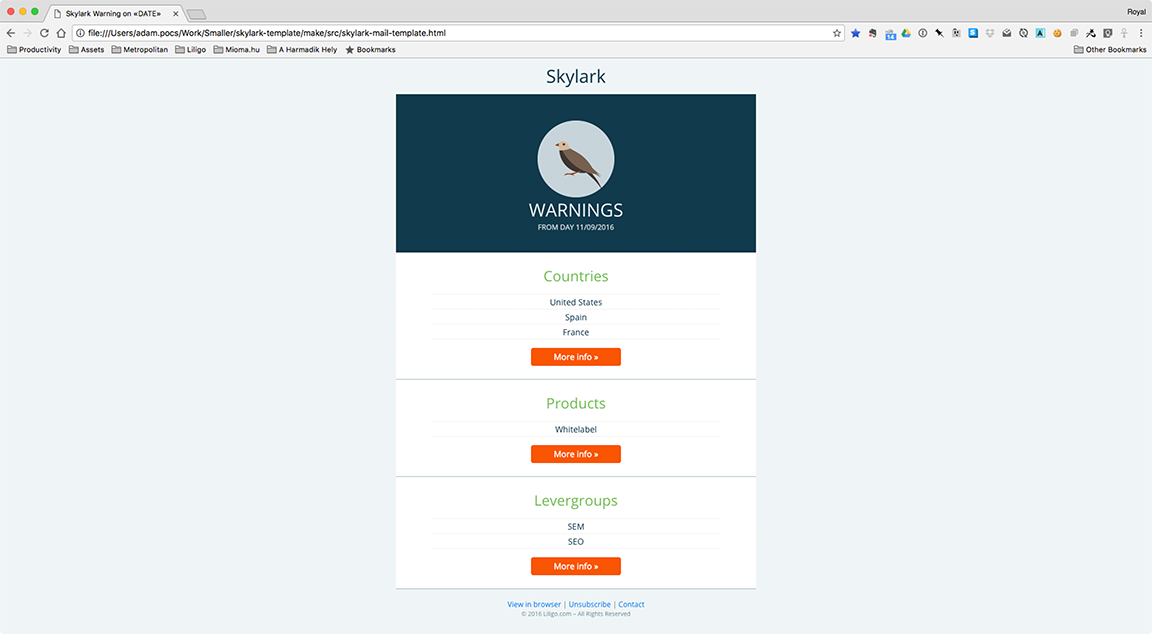 Skylark Warning on «DATE»
Royal
file:///Users/adam.pocs/Work/Smaller/skylark-template/make/src/skylark-mail-template.html
Productivity Assets Metropolitan Liligo Mioma.hu A Harmadik Hely Bookmarks Other Bookmarks
Skylark
WARNINGS
FROM DAY 11/09/2016
Countries
United States
Spain
France
More info »
Products
Whitelabel
More info »
Levergroups
SEM
SEO
More info »
View in browser | Unsubscribe | Contact
© 2016 Liligo.com – All Rights Reserved